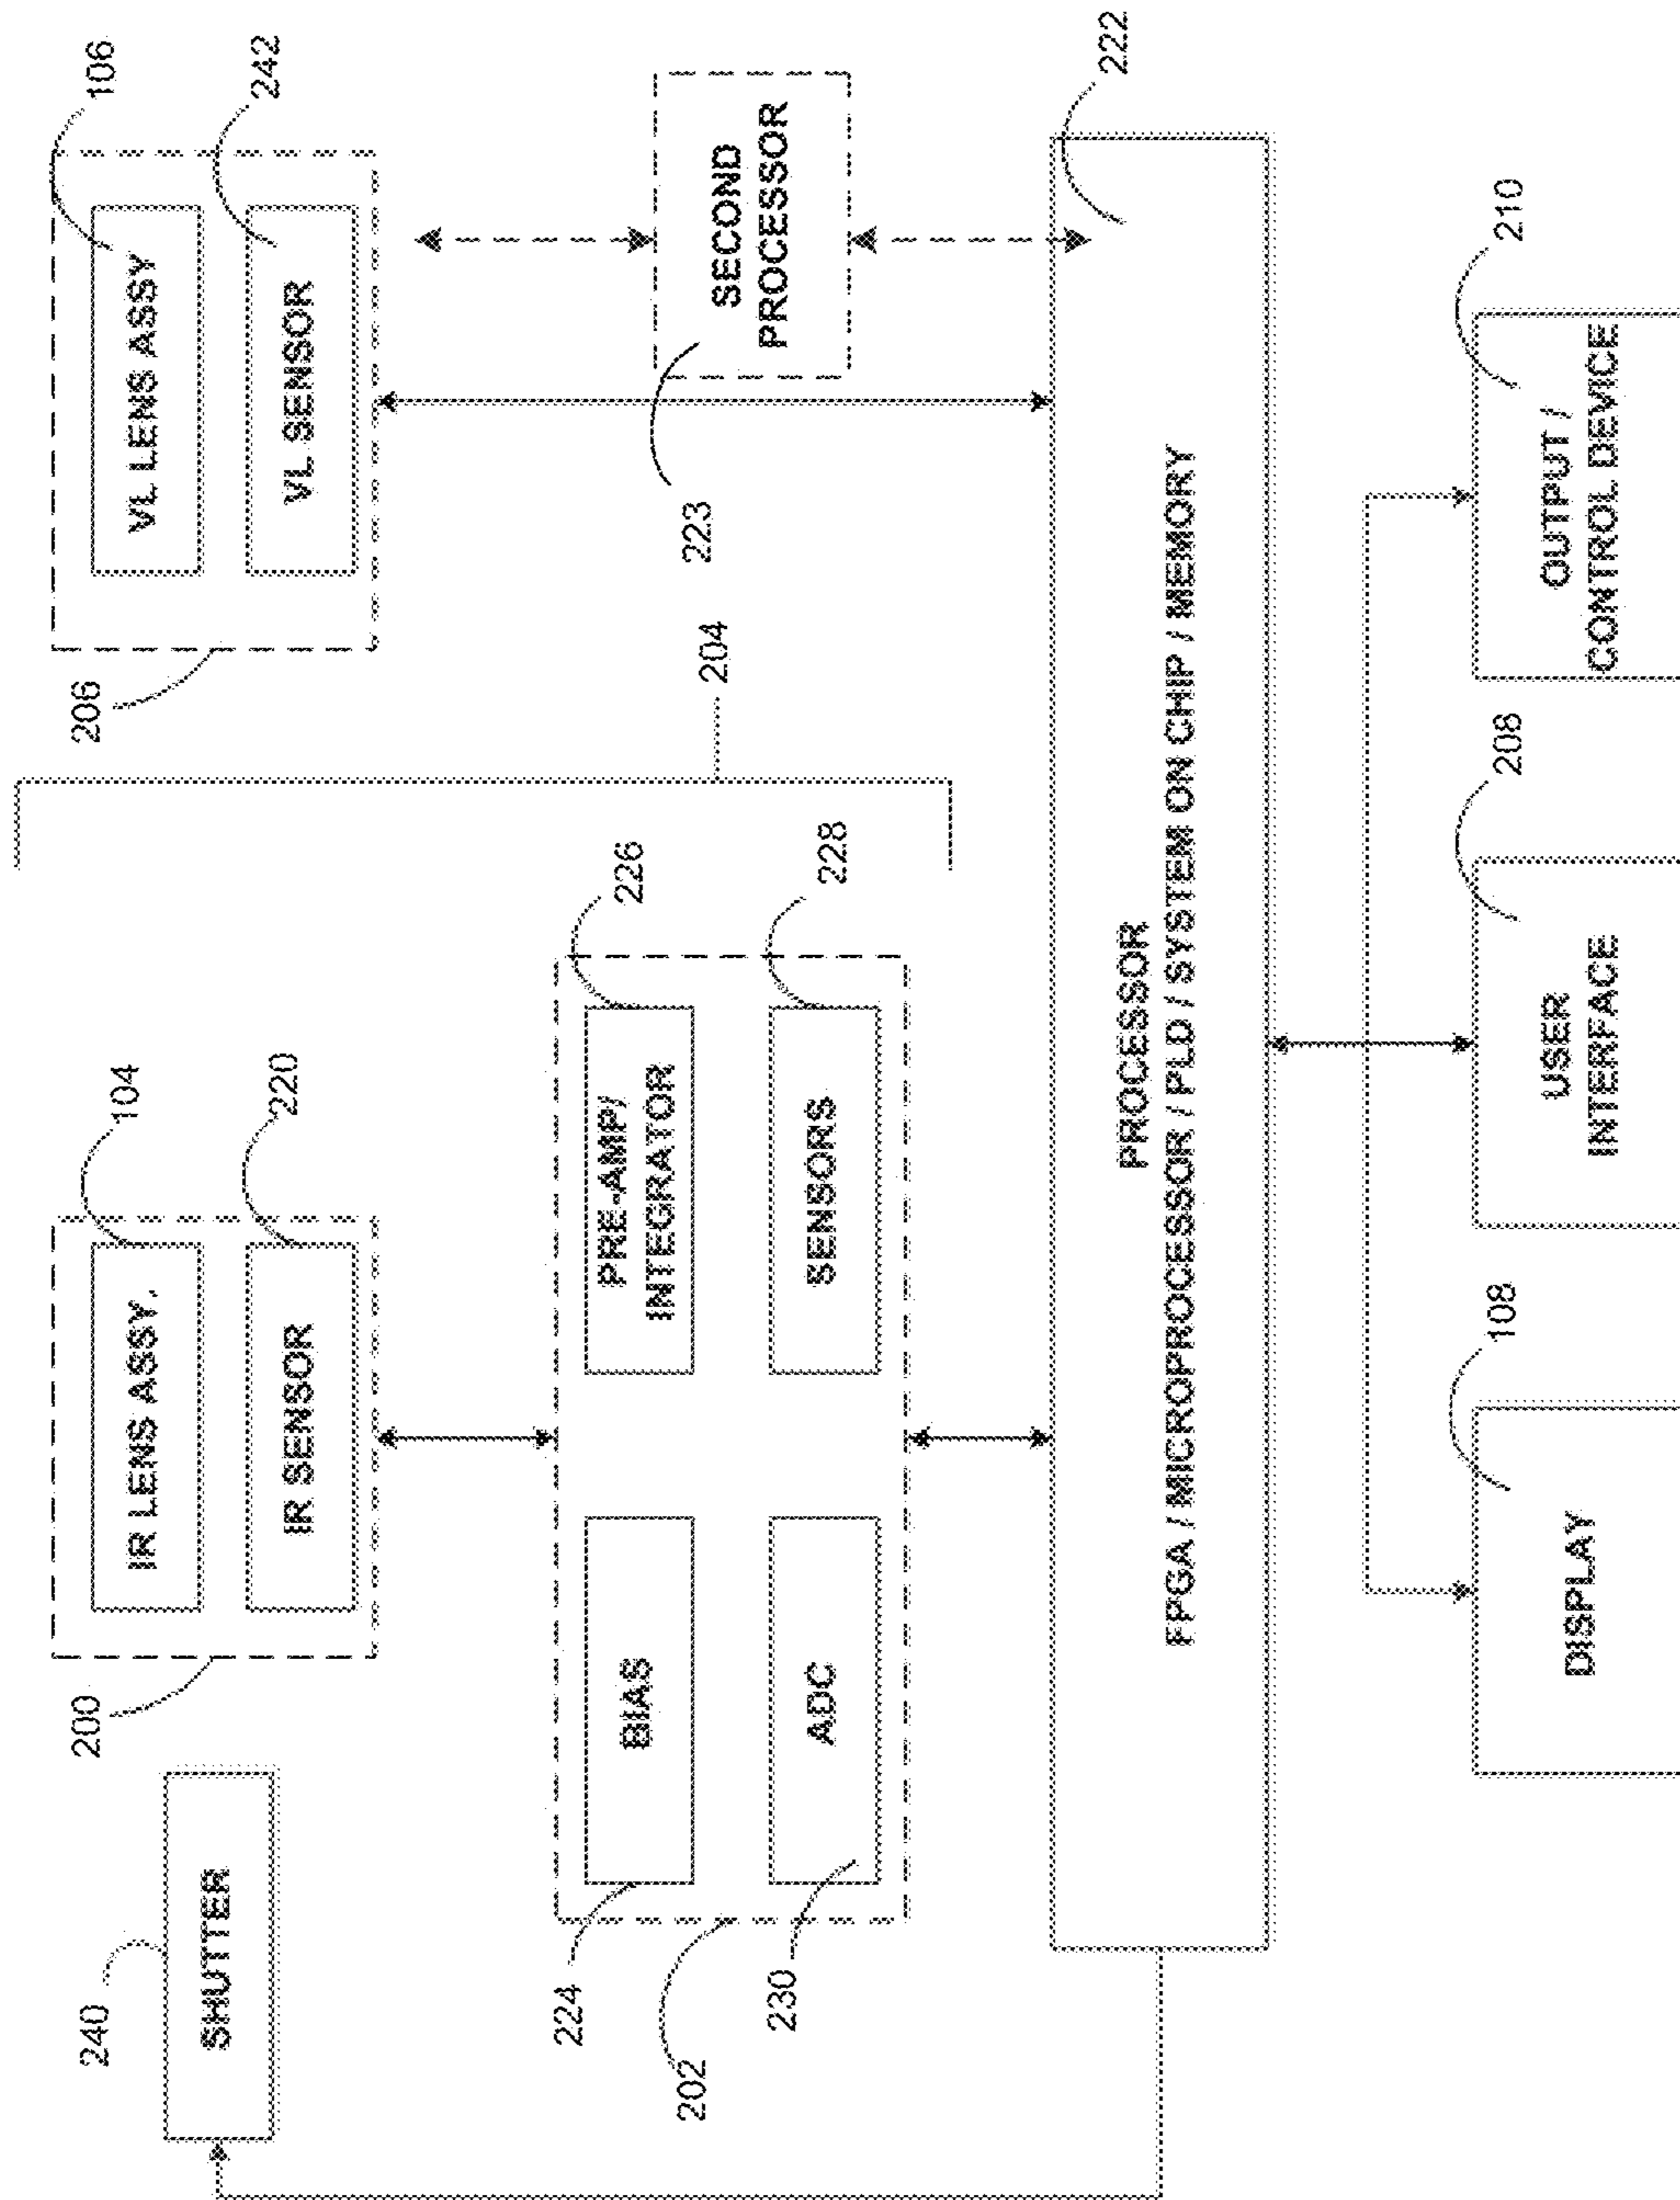 240
SHUTTER
200
104
220
IR LENS ASSY.
IR SENSOR
206
106
242
VL LENS ASSY
VL SENSOR
204
202
224
BIAS
226
PRE-AMP/
INTEGRATOR
230
ADC
228
SENSORS
223
SECOND
PROCESSOR
222
PROCESSOR
FPGA / MICROPROCESSOR / PLD / SYSTEM ON CHIP / MEMORY
108
DISPLAY
208
USER
INTERFACE
210
OUTPUT /
CONTROL DEVICE